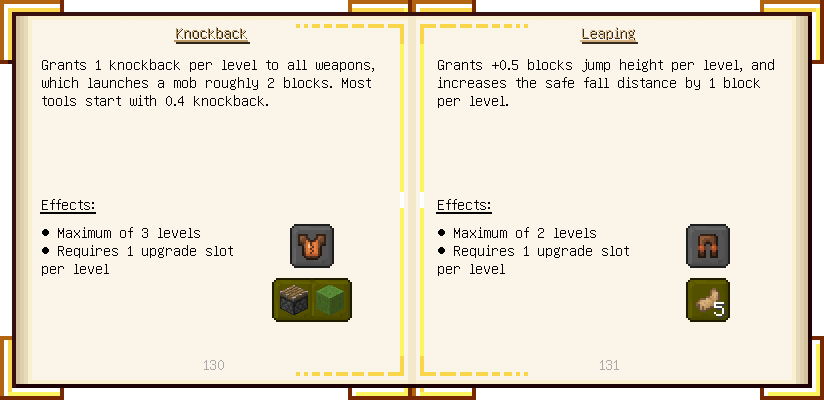 Knockback
Grants 1 knockback per level to all weapons,
which launches a mob roughly 2 blocks. Most
tools start with 0.4 knockback.
Effects:
● Maximum of 3 levels
● Requires 1 upgrade slot
per level
130
Leaping
Grants +0.5 blocks jump height per level, and
increases the safe fall distance by 1 block
per level.
Effects:
● Maximum of 2 levels
● Requires 1 upgrade slot
per level
5
131